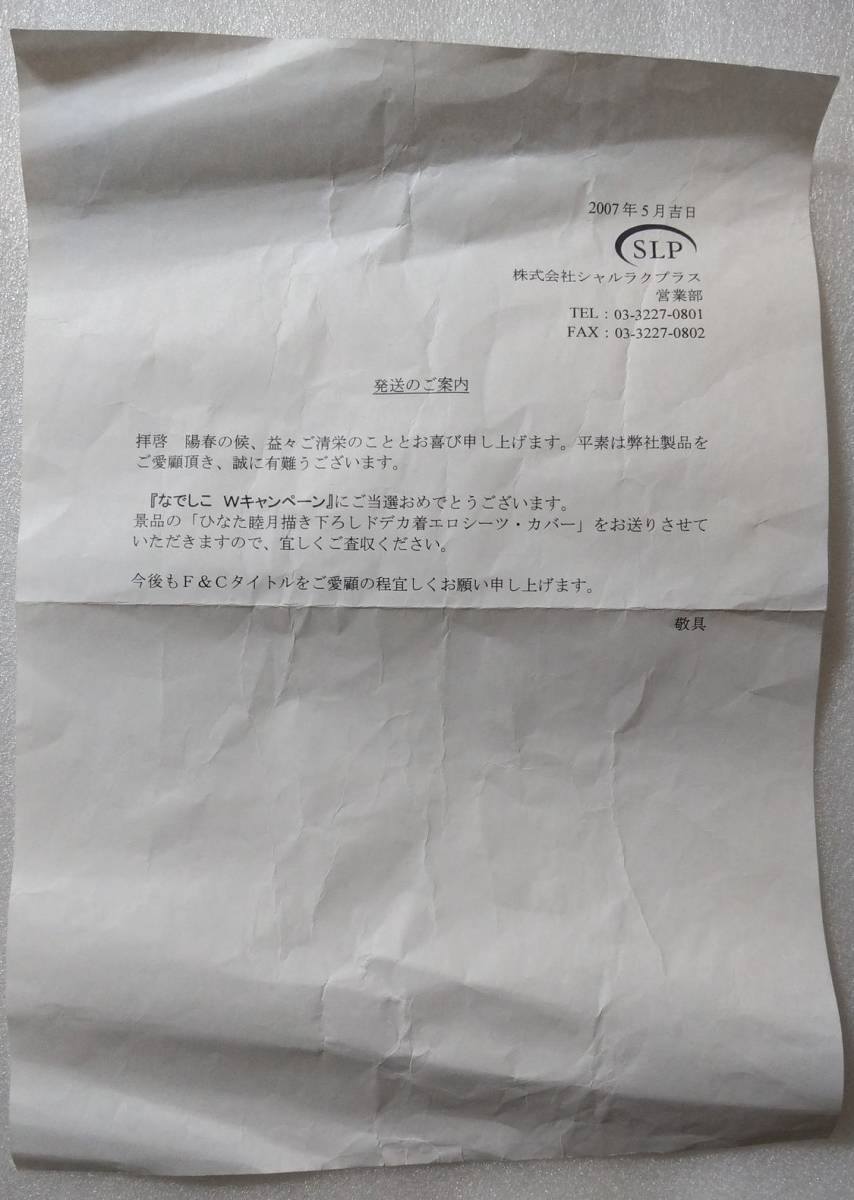 2007年5月吉日
SLP
株式会社シャルラクプラス
営業部
TEL：03-3227-0801
FAX：03-3227-0802
発送のご案内
拝啓　陽春の候、益々ご清栄のこととお喜び申し上げます。平素は弊社製品を
ご愛顧頂き、誠に有難うございます。
『なでしこ　Wキャンペーン』にご当選おめでとうございます。
景品の「ひなた睦月描き下ろしドデカ着エロシーツ・カバー」をお送りさせて
いただきますので、宜しくご査収ください。
今後もF＆Cタイトルをご愛顧の程宜しくお願い申し上げます。
敬具